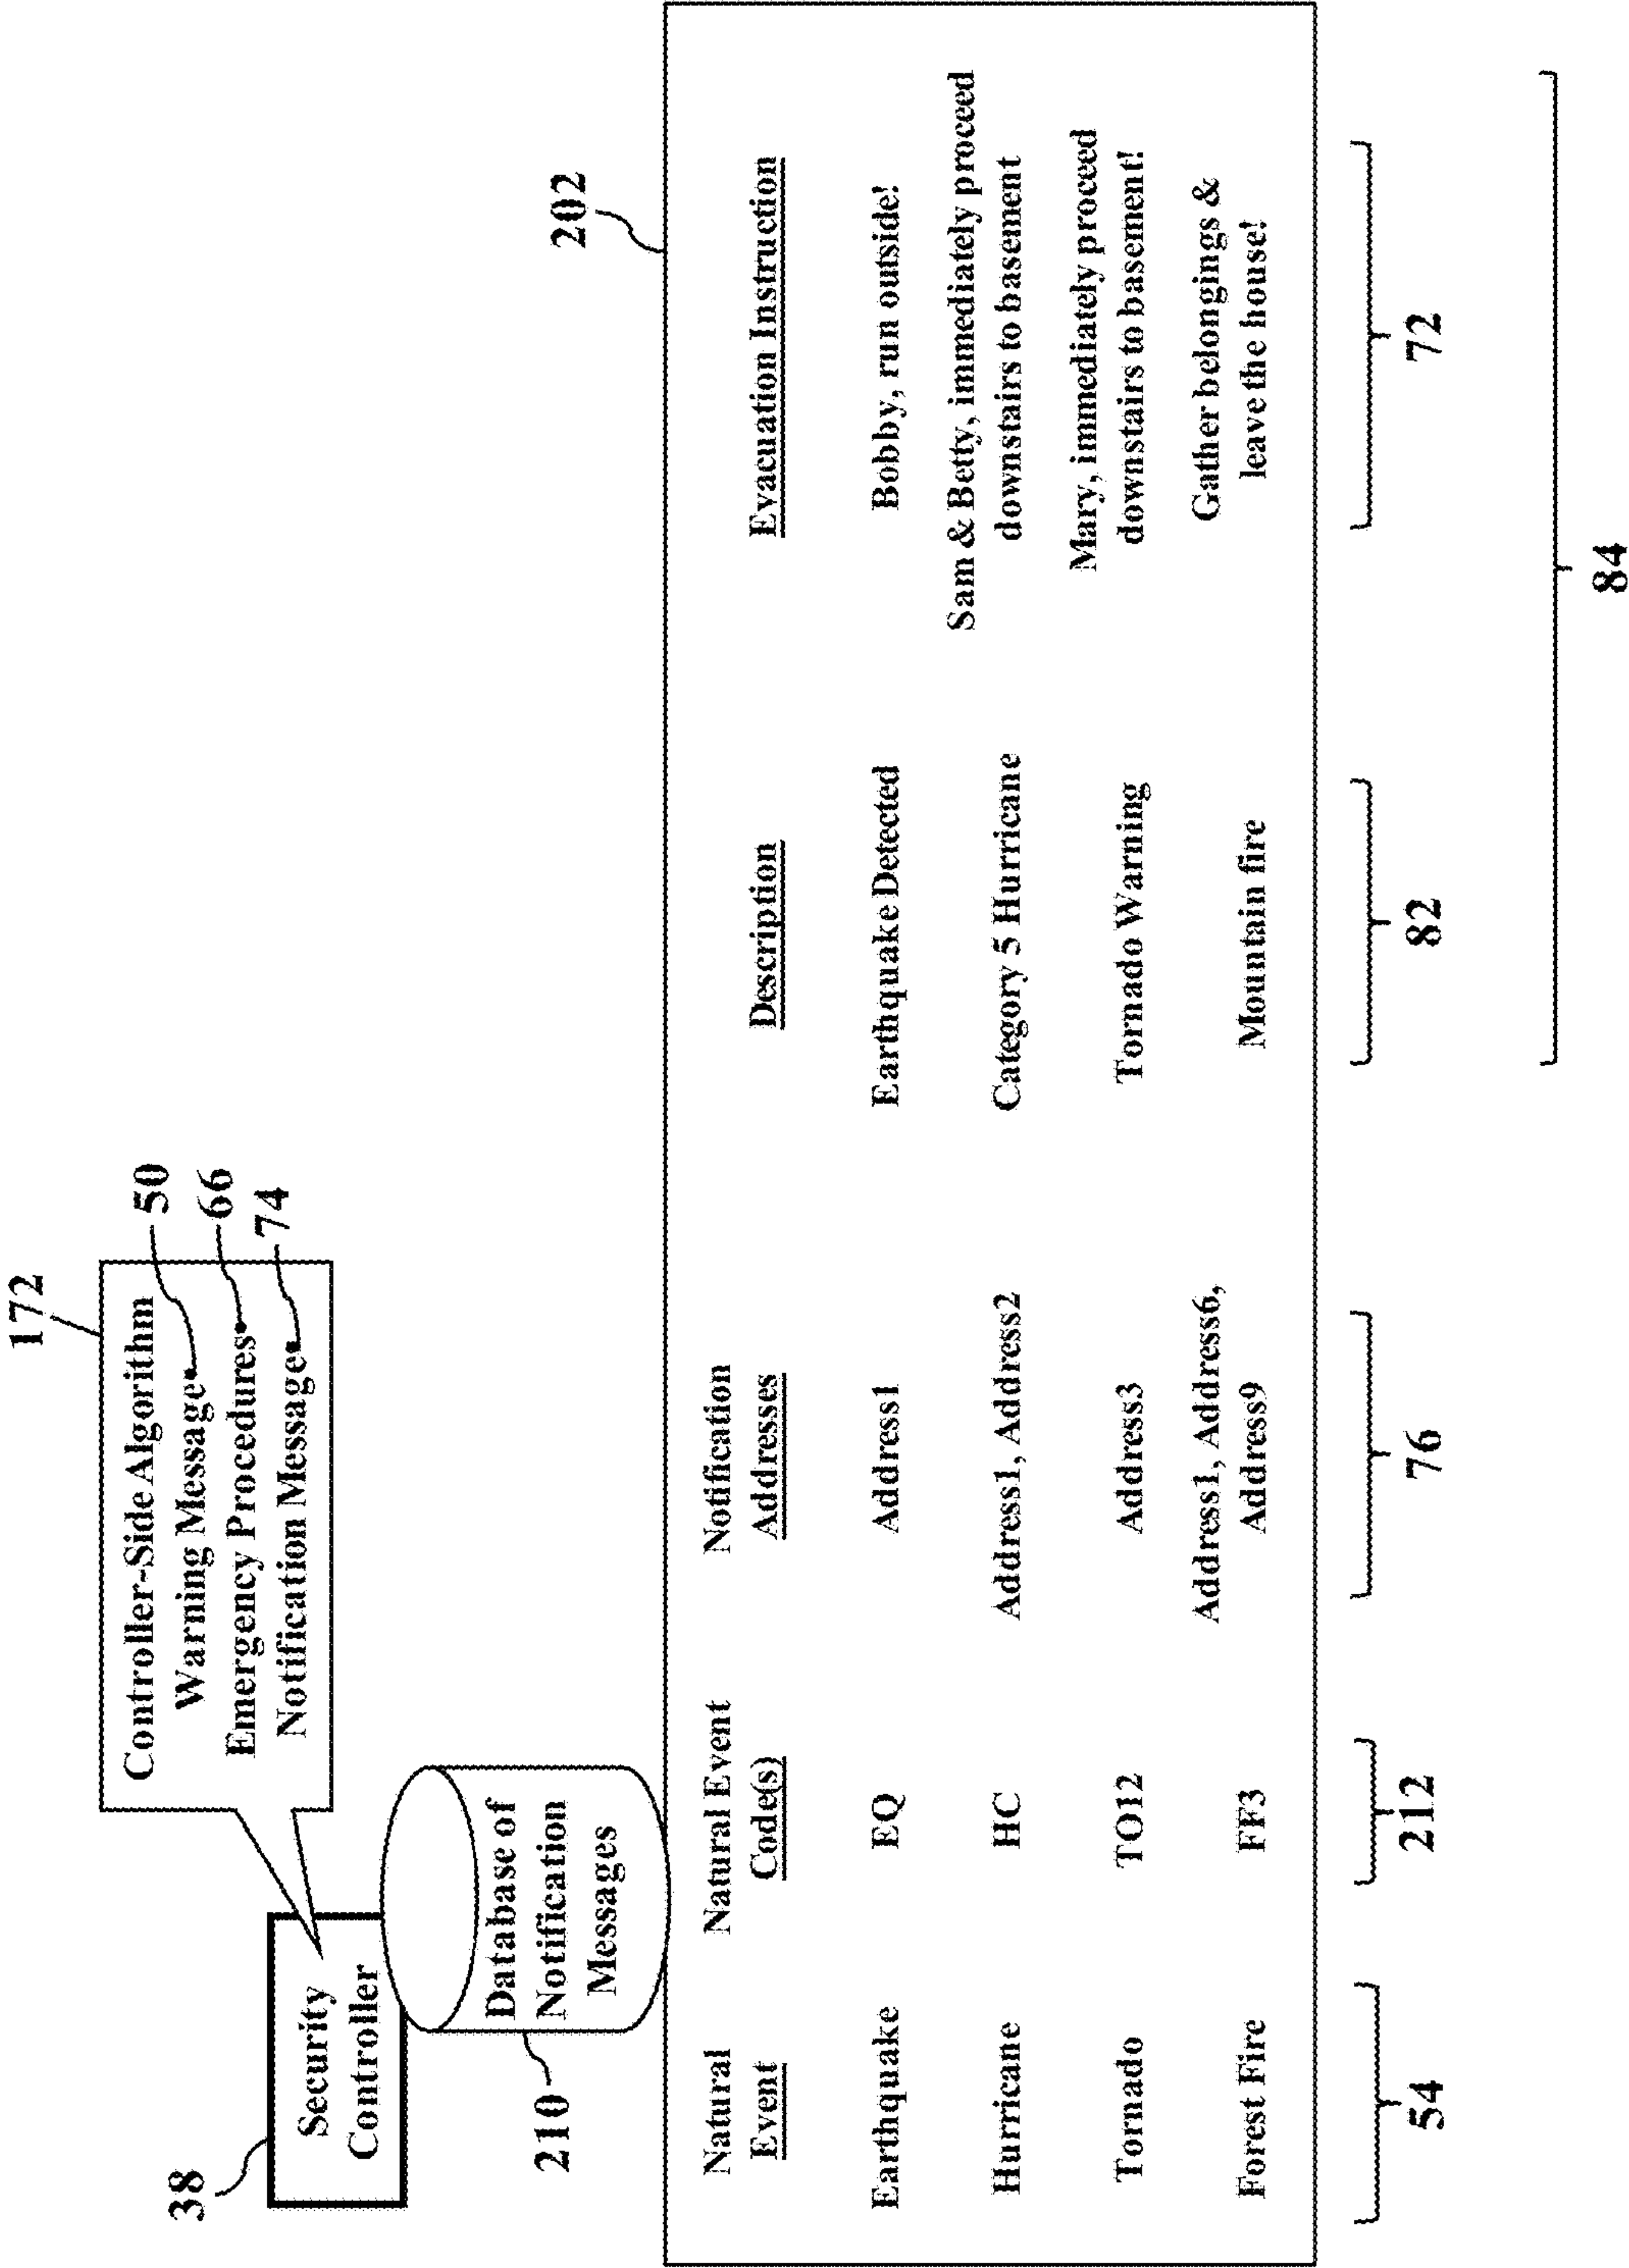 172
Controller-Side Algorithm
Warning Message
50
Emergency Procedures
66
Notification Message
74
38
Security
Controller
Database of
Notification
Messages
210
202
Natural
Event
Natural Event
Code(s)
Notification
Addresses
Description
Evacuation Instruction
Earthquake
EQ
Address1
Earthquake Detected
Bobby, run outside!
Hurricane
HC
Address1, Address2
Category 5 Hurricane
Sam & Betty, immediately proceed
downstairs to basement
Tornado
TO12
Address3
Tornado Warning
Mary, immediately proceed
downstairs to basement!
Forest Fire
FF3
Address1, Address6,
Address9
Mountain fire
Gather belongings &
leave the house!
54
212
76
82
72
84